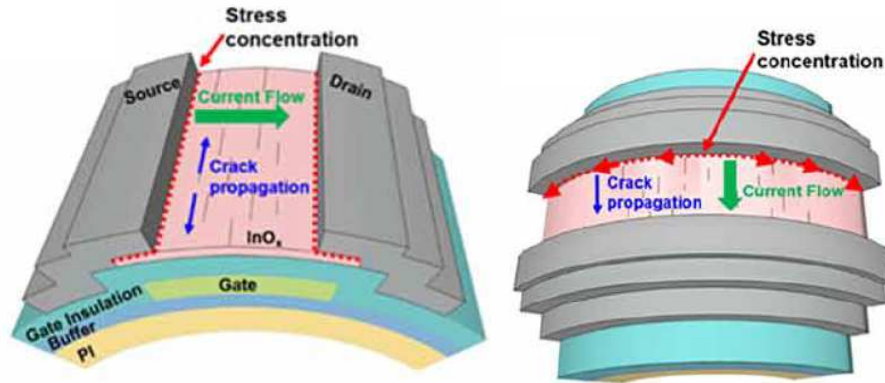 Stress
concentration
Source
Drain
Current Flow
Crack
propagation
InOₓ
Gate
Gate Insulation
Buffer
PI
Stress
concentration
Crack
propagation
Current Flow